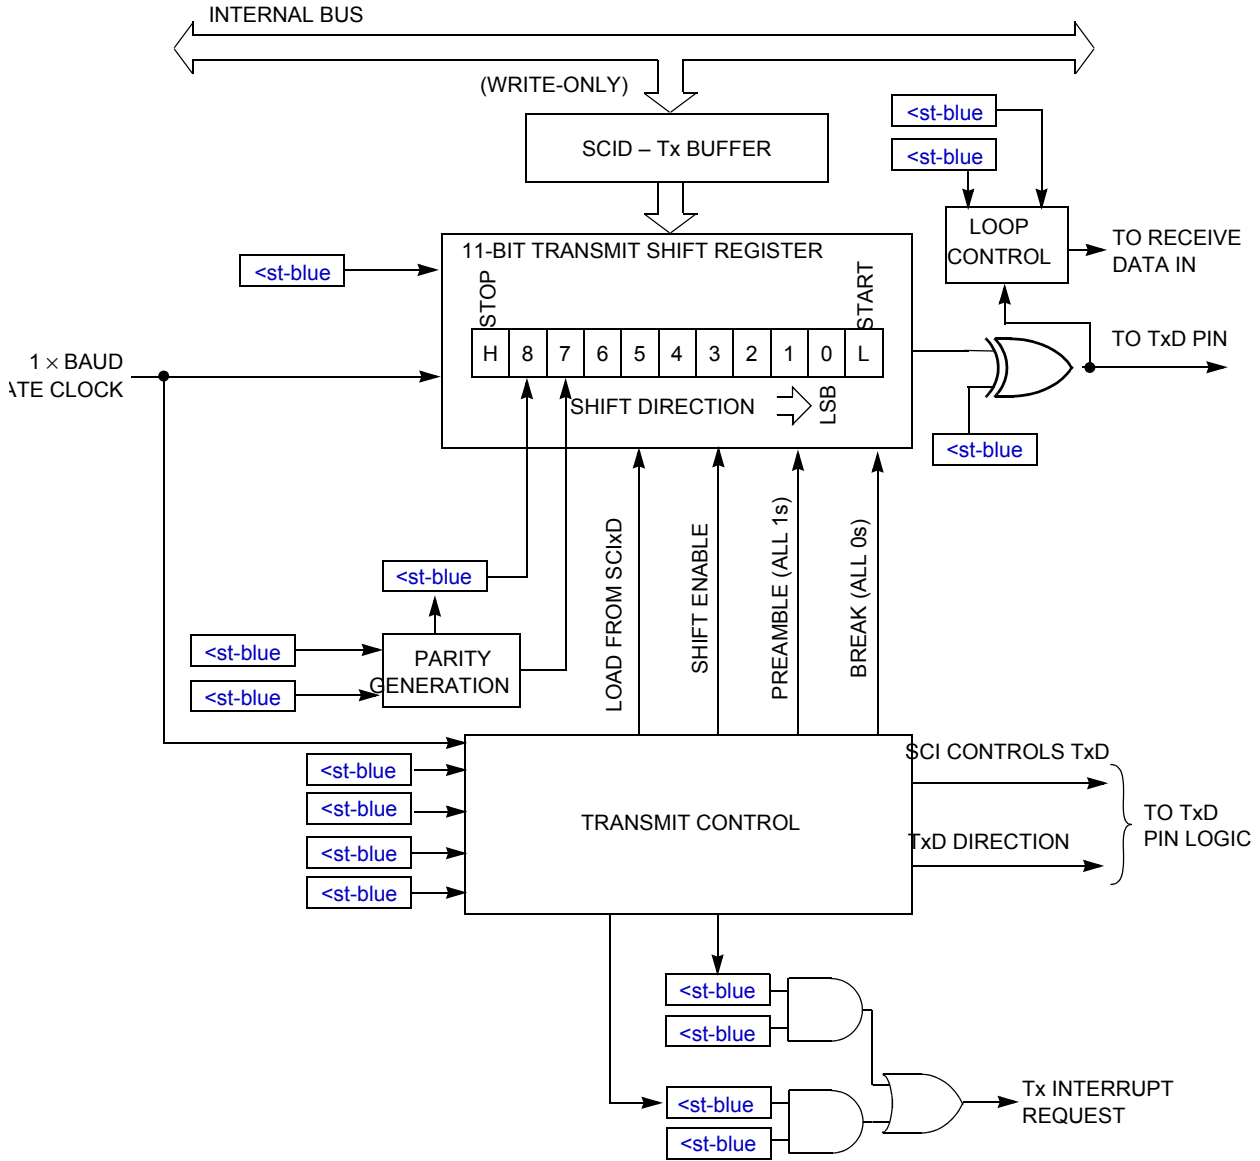 INTERNAL BUS
(WRITE-ONLY)
SCID – Tx BUFFER
<st-blue
<st-blue
LOOP
CONTROL
TO RECEIVE
DATA IN
11-BIT TRANSMIT SHIFT REGISTER
<st-blue
STOP
START
H 8 7 6 5 4 3 2 1 0 L
1 × BAUD
ATE CLOCK
SHIFT DIRECTION
LSB
TO TxD PIN
<st-blue
LOAD FROM SCIxD
SHIFT ENABLE
PREAMBLE (ALL 1s)
BREAK (ALL 0s)
<st-blue
<st-blue
<st-blue
PARITY
GENERATION
<st-blue
<st-blue
<st-blue
<st-blue
TRANSMIT CONTROL
SCI CONTROLS TxD
TxD DIRECTION
TO TxD
PIN LOGIC
<st-blue
<st-blue
<st-blue
<st-blue
Tx INTERRUPT
REQUEST